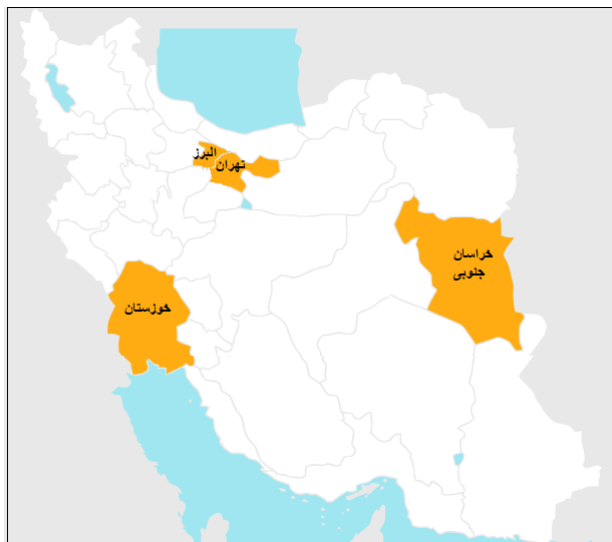 البرز
تهران
خراسان
جنوبی
خوزستان